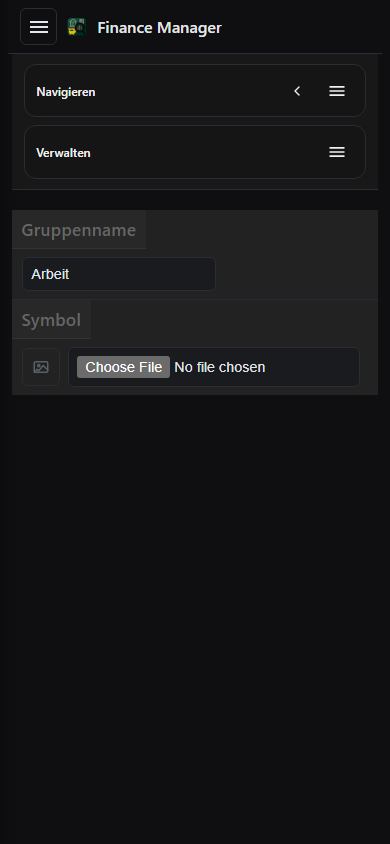 Finance Manager
Navigieren
Verwalten
Gruppenname
Arbeit
Symbol
Choose File No file chosen